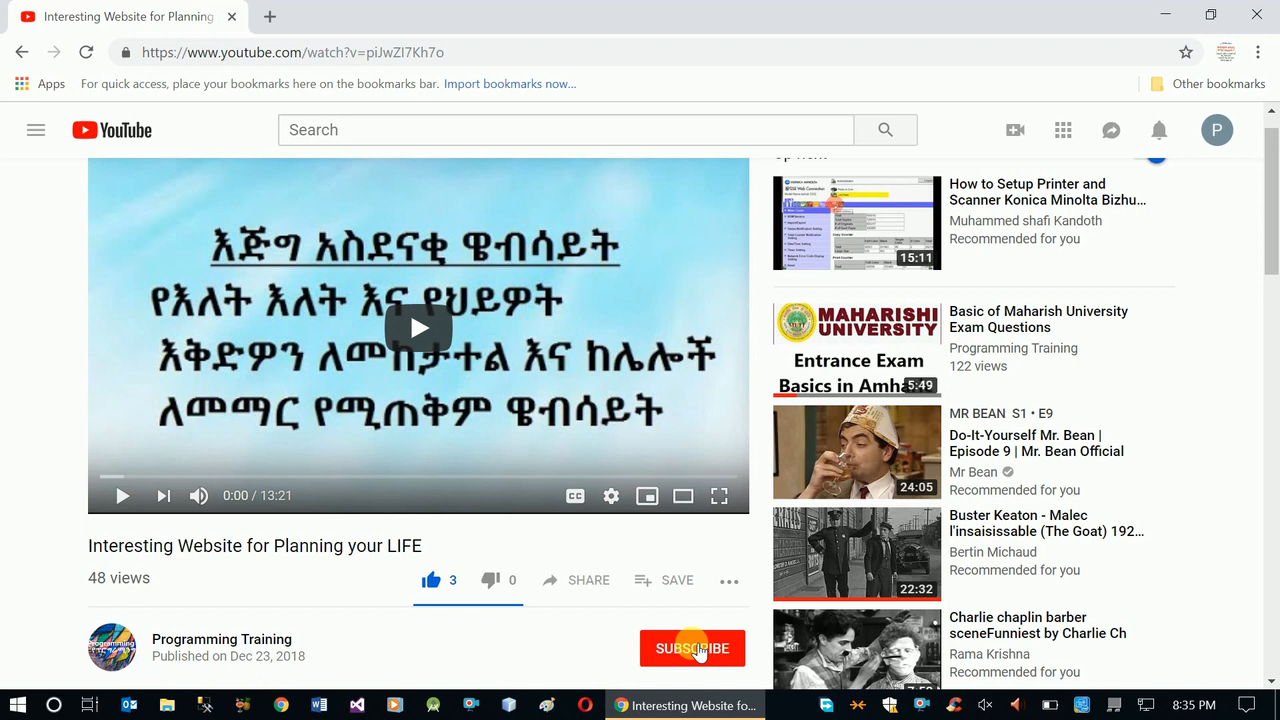 Interesting Website for Planning
https://www.youtube.com/watch?v=piJwZI7Kh7o
Apps For quick access, place your bookmarks here on the bookmarks bar. Import bookmarks now... Other bookmarks
YouTube Search P
እጅግ አስደናቂ ዌብሳይት
የእለት እለት እና የህይዎት
እቅድዎን ለመከታተል እና ከሌሎች
ለመማር የሚጠቅም ዌብሳይት
0:00 / 13:21
CC
Interesting Website for Planning your LIFE
48 views
3 0 SHARE SAVE
Programming Training
Published on Dec 23, 2018
SUBSCRIBE
Up next
How to Setup Printer and
Scanner Konica Minolta Bizhu...
Muhammed shafi Kandoth
Recommended for you
15:11
MAHARISHI
UNIVERSITY
Entrance Exam
Basics in Amha
5:49
Basic of Maharish University
Exam Questions
Programming Training
122 views
MR BEAN S1 • E9
Do-It-Yourself Mr. Bean |
Episode 9 | Mr. Bean Official
Mr Bean
Recommended for you
24:05
Buster Keaton - Malec
l'insaisissable (The Goat) 192...
Bertin Michaud
Recommended for you
22:32
Charlie chaplin barber
sceneFunniest by Charlie Ch
Rama Krishna
Recommended for you
7:50
Interesting Website fo...
8:35 PM